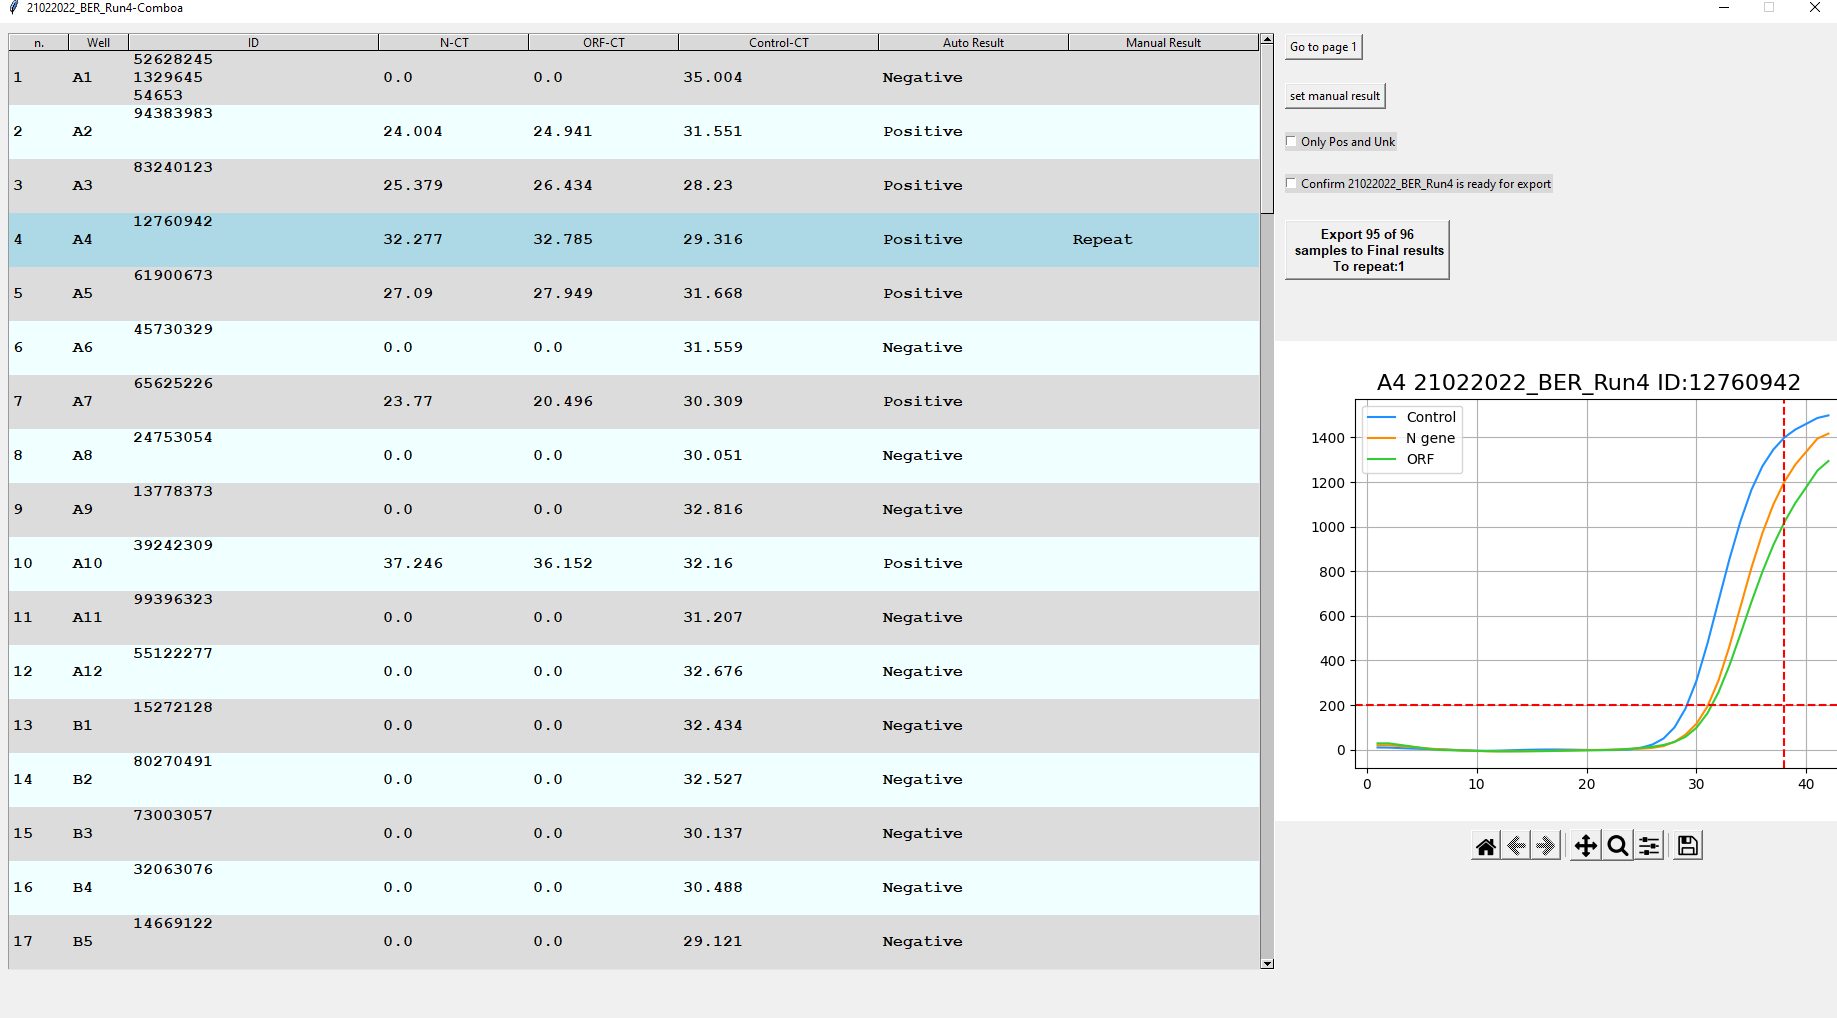 21022022_BER_Run4-Comboa
n. Well ID N-CT ORF-CT Control-CT Auto Result Manual Result
52628245
1 A1 1329645 0.0 0.0 35.004 Negative
54653
94383983
2 A2 24.004 24.941 31.551 Positive
83240123
3 A3 25.379 26.434 28.23 Positive
12760942
4 A4 32.277 32.785 29.316 Positive Repeat
61900673
5 A5 27.09 27.949 31.668 Positive
45730329
6 A6 0.0 0.0 31.559 Negative
65625226
7 A7 23.77 20.496 30.309 Positive
24753054
8 A8 0.0 0.0 30.051 Negative
13778373
9 A9 0.0 0.0 32.816 Negative
39242309
10 A10 37.246 36.152 32.16 Positive
99396323
11 A11 0.0 0.0 31.207 Negative
55122277
12 A12 0.0 0.0 32.676 Negative
15272128
13 B1 0.0 0.0 32.434 Negative
80270491
14 B2 0.0 0.0 32.527 Negative
73003057
15 B3 0.0 0.0 30.137 Negative
32063076
16 B4 0.0 0.0 30.488 Negative
14669122
17 B5 0.0 0.0 29.121 Negative
Go to page 1
set manual result
Only Pos and Unk
Confirm 21022022_BER_Run4 is ready for export
Export 95 of 96
samples to Final results
To repeat:1
A4 21022022_BER_Run4 ID:12760942
Control
N gene
ORF
1400
1200
1000
800
600
400
200
0
0 10 20 30 40